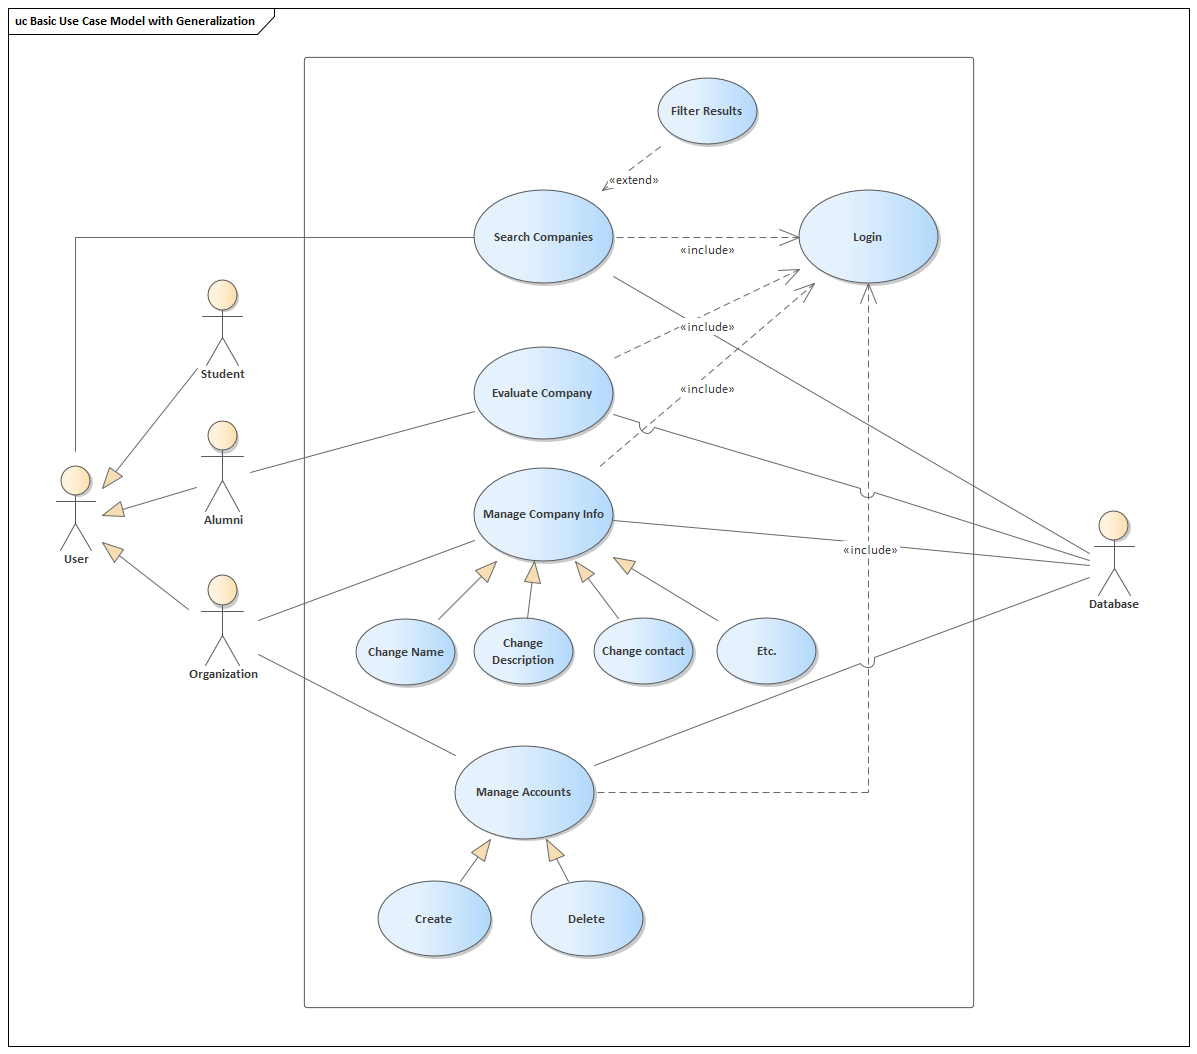 uc Basic Use Case Model with Generalization
Filter Results
«extend»
Search Companies
«include»
Login
Student
«include»
Evaluate Company
«include»
Alumni
Manage Company Info
User
«include»
Database
Organization
Change Name
Change
Description
Change contact
Etc.
Manage Accounts
Create
Delete